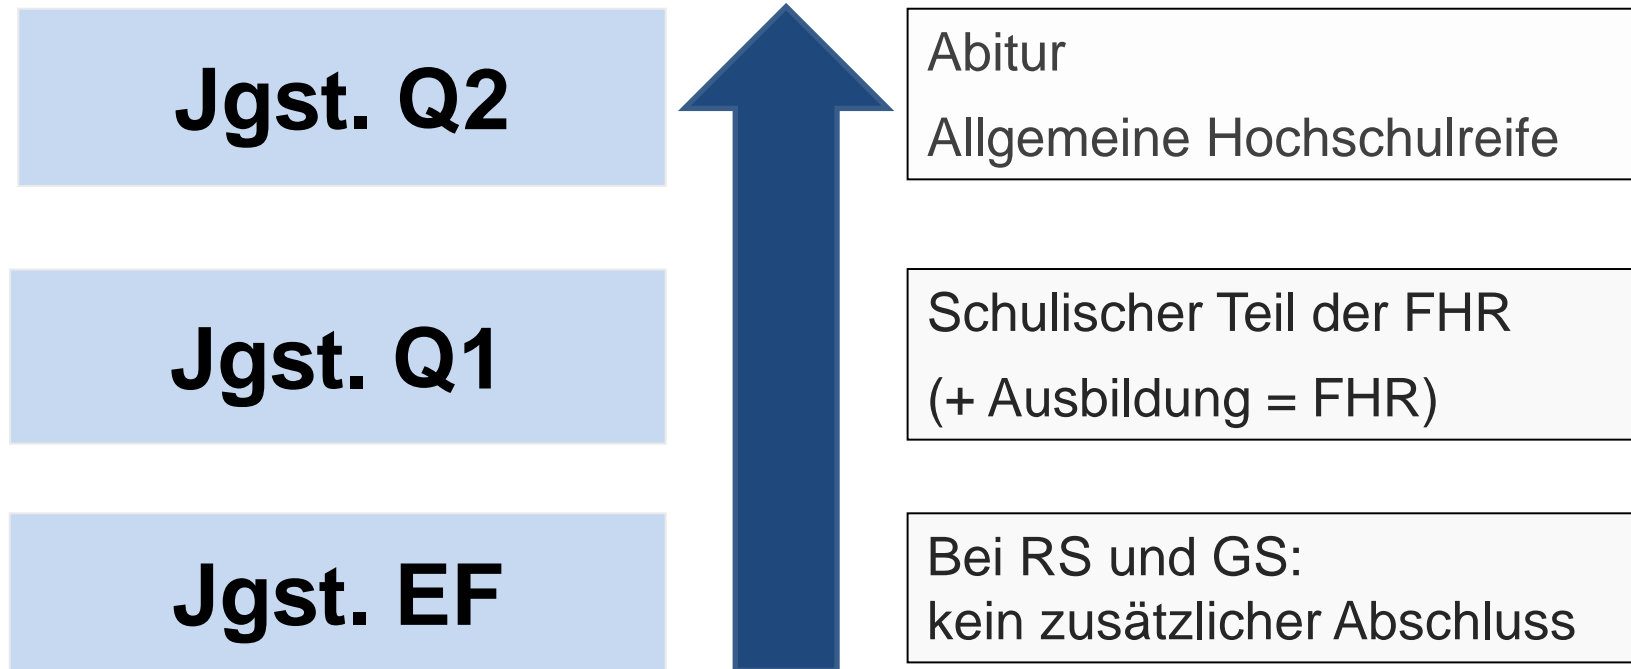 Jgst. Q2
Abitur
Allgemeine Hochschulreife
Jgst. Q1
Schulischer Teil der FHR
(+ Ausbildung = FHR)
Jgst. EF
Bei RS und GS:
kein zusätzlicher Abschluss